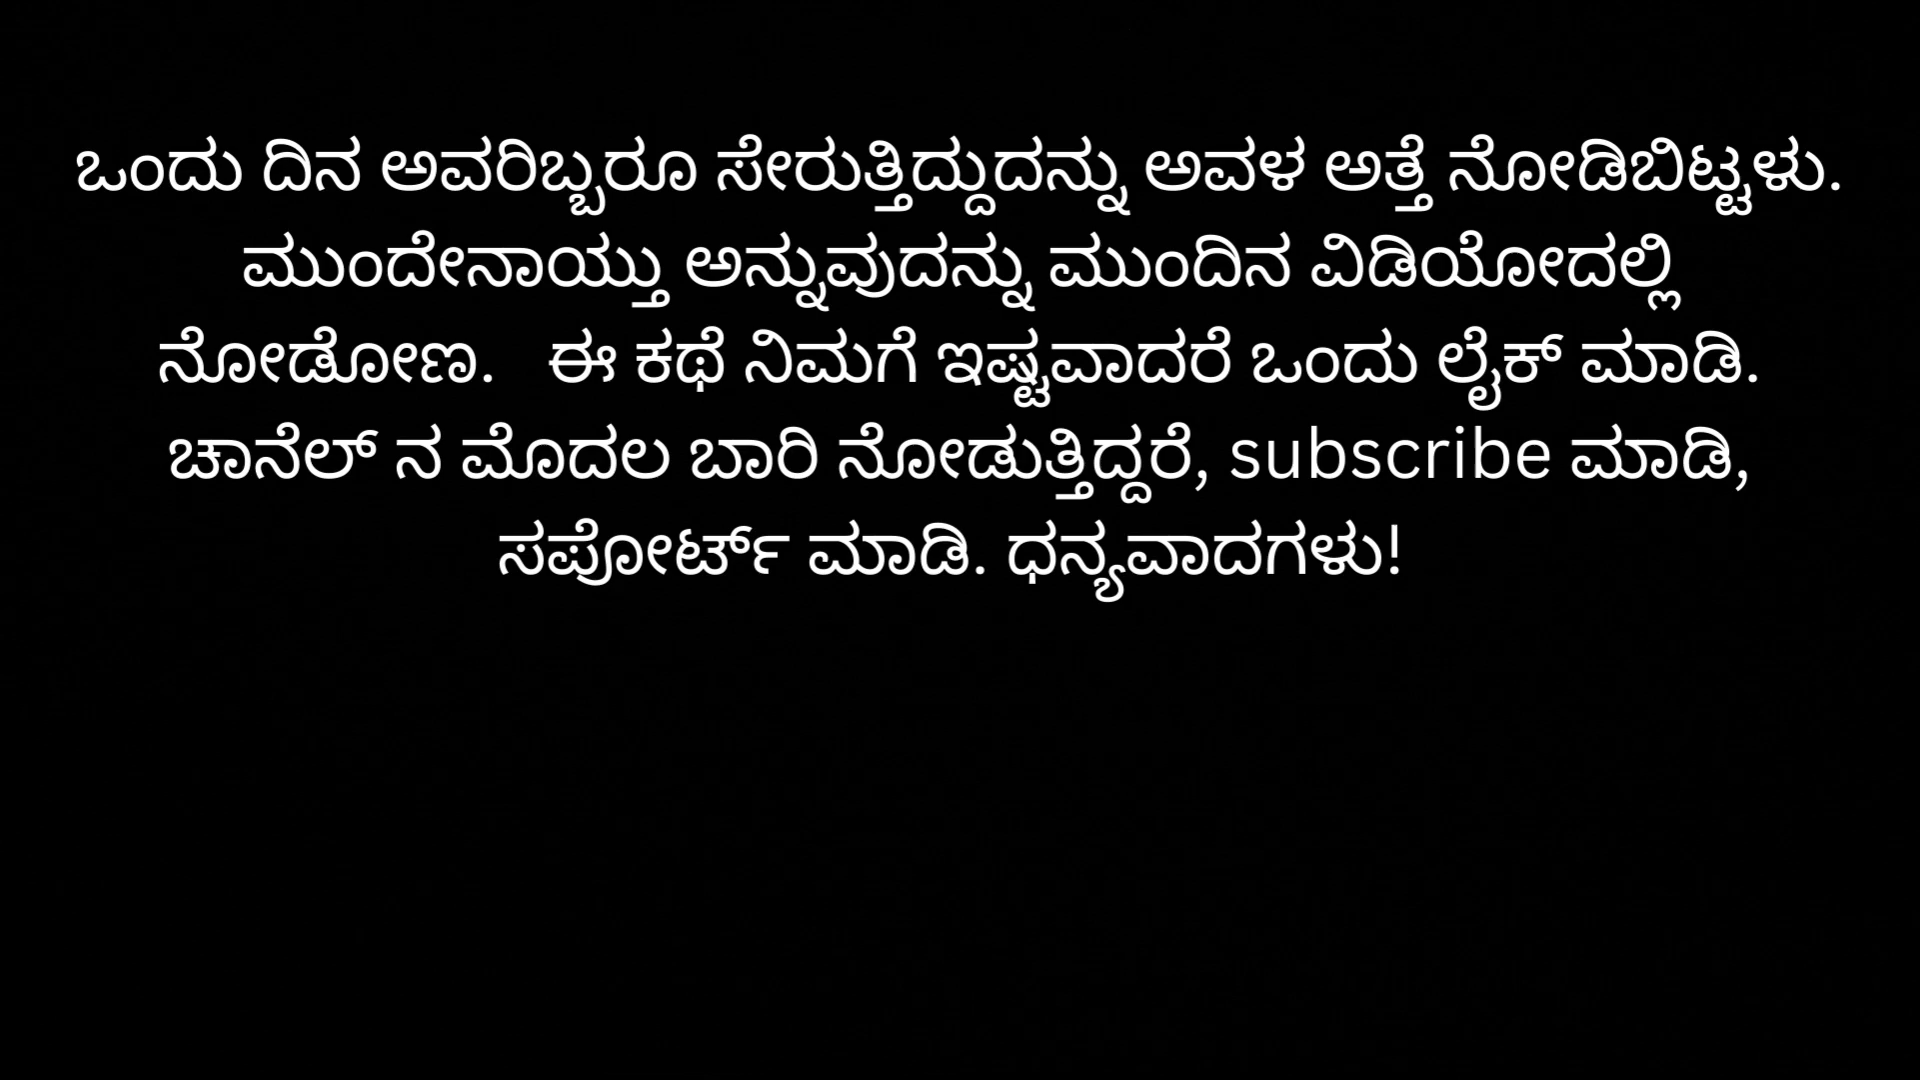 ಒಂದು ದಿನ ಅವರಿಬ್ಬರೂ ಸೇರುತ್ತಿದ್ದುದನ್ನು ಅವಳ ಅತ್ತೆ ನೋಡಿಬಿಟ್ಟಳು.
ಮುಂದೇನಾಯ್ತು ಅನ್ನುವುದನ್ನು ಮುಂದಿನ ವಿಡಿಯೋದಲ್ಲಿ
ನೋಡೋಣ.   ಈ ಕಥೆ ನಿಮಗೆ ಇಷ್ಟವಾದರೆ ಒಂದು ಲೈಕ್ ಮಾಡಿ.
ಚಾನೆಲ್ ನ ಮೊದಲ ಬಾರಿ ನೋಡುತ್ತಿದ್ದರೆ, subscribe ಮಾಡಿ,
ಸಪೋರ್ಟ್ ಮಾಡಿ. ಧನ್ಯವಾದಗಳು!